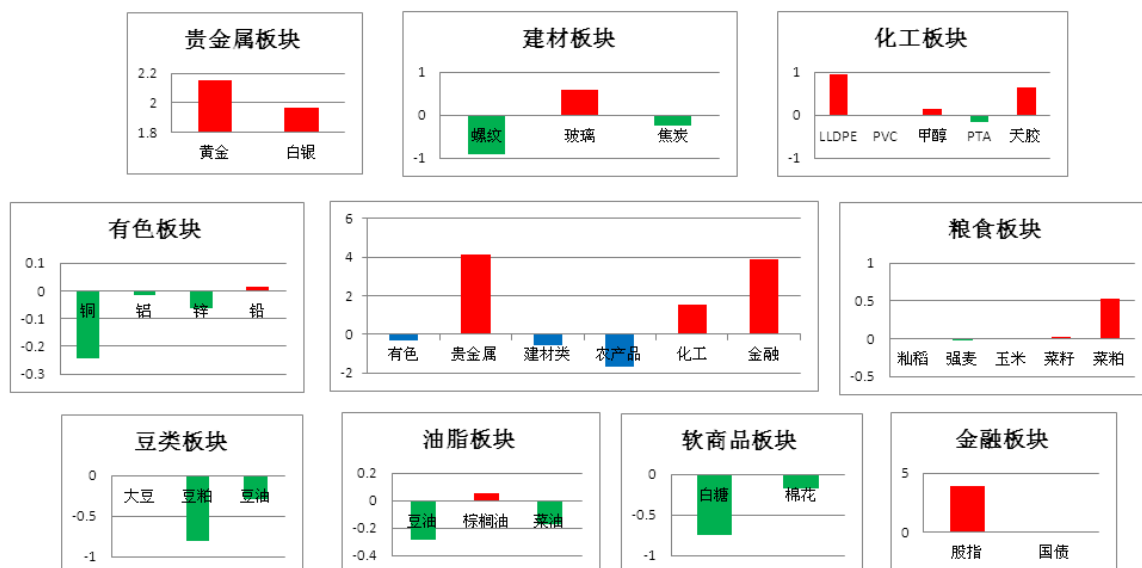 贵金属板块
2.2
2
1.8
黄金 白银
建材板块
1
0
-1
螺纹 玻璃 焦炭
化工板块
1
0
-1
LLDPE PVC 甲醇 PTA 天胶
有色板块
0.1
0
-0.1
-0.2
-0.3
铜 铝 锌 铅
6
4
2
0
-2
有色 贵金属 建材类 农产品 化工 金融
粮食板块
1
0.5
0
-0.5
籼稻 强麦 玉米 菜籽 菜粕
豆类板块
0
-0.5
-1
大豆 豆粕 豆油
油脂板块
0.2
0
-0.2
-0.4
豆油 棕榈油 菜油
软商品板块
0
-0.5
-1
白糖 棉花
金融板块
5
0
股指 国债